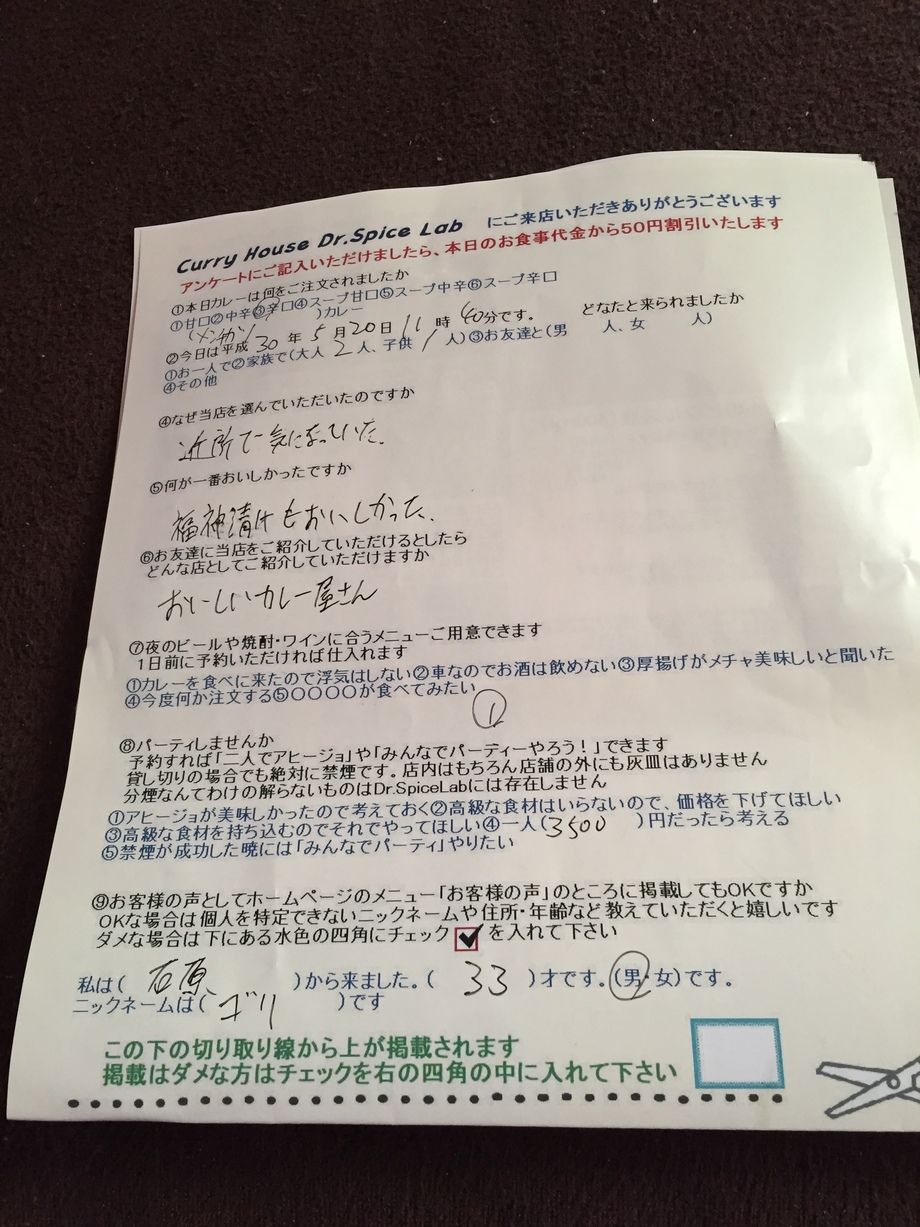 Curry House Dr.Spice Lab にご来店いただきありがとうございます
アンケートにご記入いただけましたら、本日のお食事代金から50円割引いたします
①本日カレーは何をご注文されましたか
①甘口②中辛③辛口④スープ甘口⑤スープ中辛⑥スープ辛口
(メンチカツ )カレー
②今日は平成 30 年 5 月 20 日 11 時 40 分です。 どなたと来られましたか
①お一人で②家族で(大人 2 人、子供 1 人)③お友達と(男 人、女 人)
④その他
④なぜ当店を選んでいただいたのですか
近所で気になっていた。
⑤何が一番おいしかったですか
福神漬けもおいしかった。
⑥お友達に当店をご紹介していただけるとしたら
どんな店としてご紹介していただけますか
おいしいカレー屋さん
⑦夜のビールや焼酎・ワインに合うメニューご用意できます
1日前に予約いただければ仕入れます
①カレーを食べに来たので浮気はしない②車なのでお酒は飲めない③厚揚げがメチャ美味しいと聞いた
④今度何か注文する⑤〇〇〇〇が食べてみたい
①
⑧パーティしませんか
予約すれば「二人でアヒージョ」や「みんなでパーティーやろう！」できます
貸し切りの場合でも絶対に禁煙です。店内はもちろん店舗の外にも灰皿はありません
分煙なんてわけの解らないものはDr.SpiceLabには存在しません
①アヒージョが美味しかったので考えておく②高級な食材はいらないので、価格を下げてほしい
③高級な食材を持ち込むのでそれでやってほしい④一人(3500 )円だったら考える
⑤禁煙が成功した暁には「みんなでパーティ」やりたい
⑨お客様の声としてホームページのメニュー「お客様の声」のところに掲載してもOKですか
OKな場合は個人を特定できないニックネームや住所・年齢など教えていただくと嬉しいです
ダメな場合は下にある水色の四角にチェック ✔ を入れて下さい
私は( 石原 )から来ました。( 33 )才です。(男・女)です。
ニックネームは( ゴリ )です
この下の切り取り線から上が掲載されます
掲載はダメな方はチェックを右の四角の中に入れて下さい